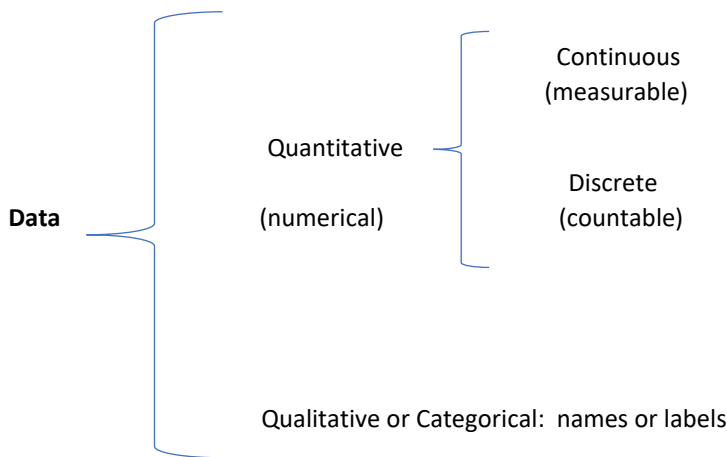 Continuous
(measurable)
Quantitative
Discrete
Data
(numerical)
(countable)
Qualitative or Categorical:  names or labels